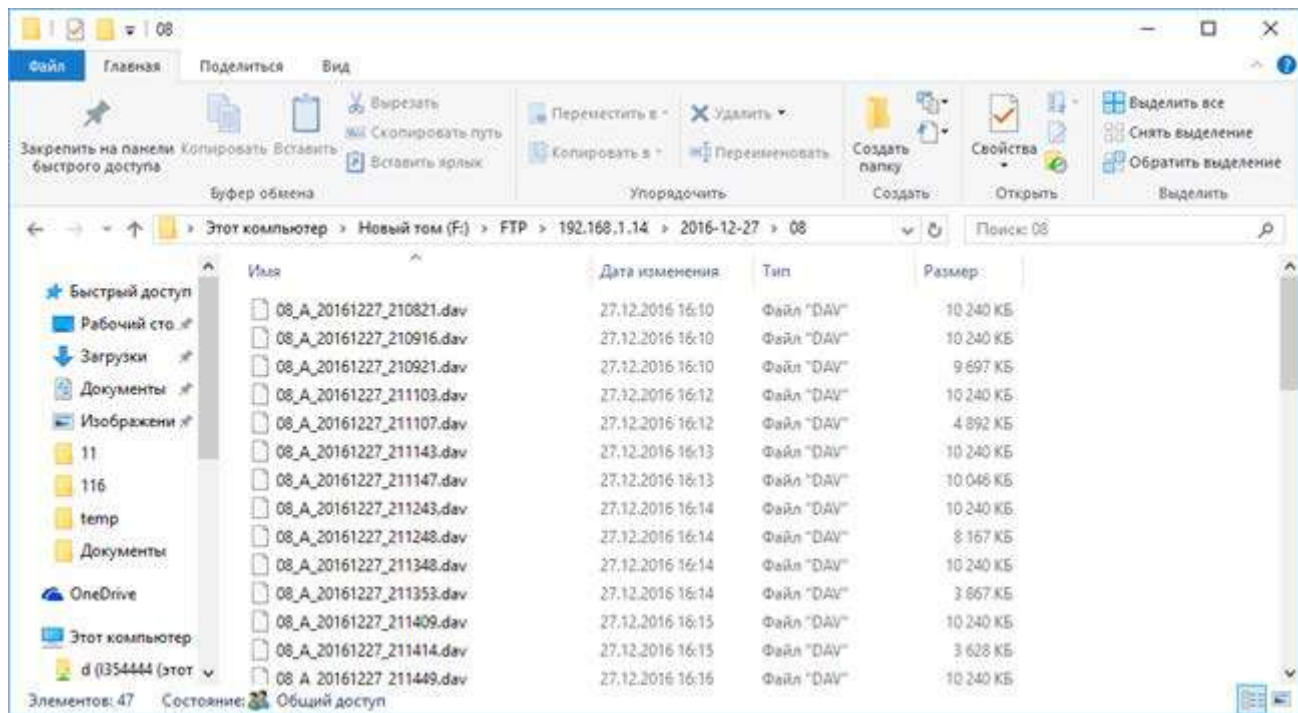 08
Файл Главная Поделиться Вид
Закрепить на панели быстрого доступа
Копировать
Вставить
Вырезать
Скопировать путь
Вставить ярлык
Буфер обмена
Переместить в
Копировать в
Удалить
Переименовать
Упорядочить
Создать папку
Создать
Свойства
Открыть
Выделить все
Снять выделение
Обратить выделение
Выделить
Этот компьютер > Новый том (F:) > FTP > 192.168.1.14 > 2016-12-27 > 08
Поиск: 08
Быстрый доступ
Рабочий сто
Загрузки
Документы
Изображени
11
116
temp
Документы
OneDrive
Этот компьютер
d (I354444 (этот
Имя Дата изменения Тип Размер
08_A_20161227_210821.dav 27.12.2016 16:10 Файл "DAV" 10 240 КБ
08_A_20161227_210916.dav 27.12.2016 16:10 Файл "DAV" 10 240 КБ
08_A_20161227_210921.dav 27.12.2016 16:10 Файл "DAV" 9 697 КБ
08_A_20161227_211103.dav 27.12.2016 16:12 Файл "DAV" 10 240 КБ
08_A_20161227_211107.dav 27.12.2016 16:12 Файл "DAV" 4 892 КБ
08_A_20161227_211143.dav 27.12.2016 16:13 Файл "DAV" 10 240 КБ
08_A_20161227_211147.dav 27.12.2016 16:13 Файл "DAV" 10 046 КБ
08_A_20161227_211243.dav 27.12.2016 16:14 Файл "DAV" 10 240 КБ
08_A_20161227_211248.dav 27.12.2016 16:14 Файл "DAV" 8 167 КБ
08_A_20161227_211348.dav 27.12.2016 16:14 Файл "DAV" 10 240 КБ
08_A_20161227_211353.dav 27.12.2016 16:14 Файл "DAV" 3 867 КБ
08_A_20161227_211409.dav 27.12.2016 16:15 Файл "DAV" 10 240 КБ
08_A_20161227_211414.dav 27.12.2016 16:15 Файл "DAV" 3 628 КБ
08_A_20161227_211449.dav 27.12.2016 16:16 Файл "DAV" 10 240 КБ
Элементов: 47 Состояние: Общий доступ